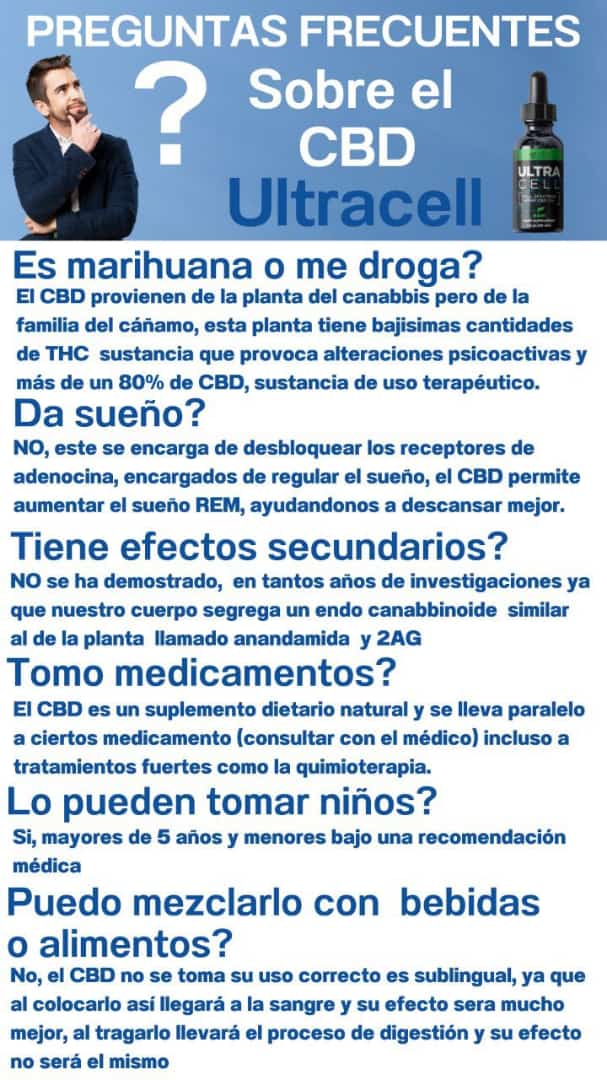 PREGUNTAS FRECUENTES
? Sobre el
CBD
Ultracell
ULTRA
CELL
Es marihuana o me droga?
El CBD provienen de la planta del canabbis pero de la
familia del cáñamo, esta planta tiene bajisimas cantidades
de THC sustancia que provoca alteraciones psicoactivas y
más de un 80% de CBD, sustancia de uso terapéutico.
Da sueño?
NO, este se encarga de desbloquear los receptores de
adenocina, encargados de regular el sueño, el CBD permite
aumentar el sueño REM, ayudandonos a descansar mejor.
Tiene efectos secundarios?
NO se ha demostrado, en tantos años de investigaciones ya
que nuestro cuerpo segrega un endo canabbinoide similar
al de la planta llamado anandamida y 2AG
Tomo medicamentos?
El CBD es un suplemento dietario natural y se lleva paralelo
a ciertos medicamento (consultar con el médico) incluso a
tratamientos fuertes como la quimioterapia.
Lo pueden tomar niños?
Si, mayores de 5 años y menores bajo una recomendación
médica
Puedo mezclarlo con bebidas
o alimentos?
No, el CBD no se toma su uso correcto es sublingual, ya que
al colocarlo así llegará a la sangre y su efecto sera mucho
mejor, al tragarlo llevará el proceso de digestión y su efecto
no será el mismo